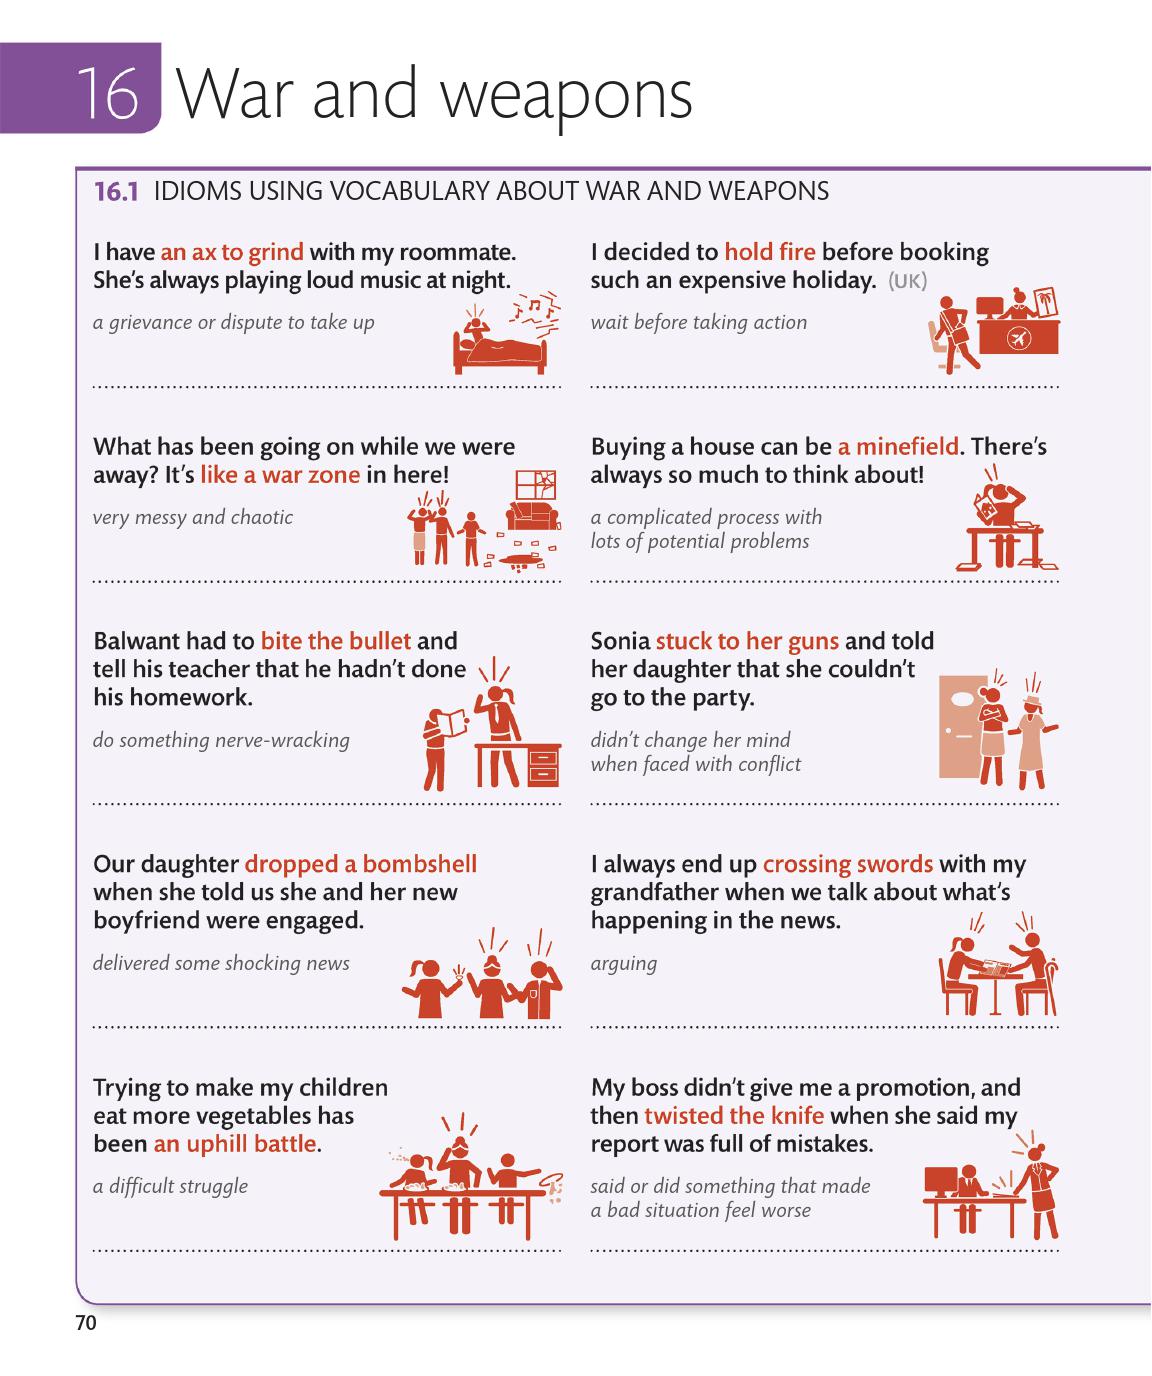 16 War and weapons
16.1 IDIOMS USING VOCABULARY ABOUT WAR AND WEAPONS
I have an ax to grind with my roommate.
She's always playing loud music at night.
a grievance or dispute to take up
I decided to hold fire before booking
such an expensive holiday. (UK)
wait before taking action
What has been going on while we were
away? It's like a war zone in here!
very messy and chaotic
Buying a house can be a minefield. There's
always so much to think about!
a complicated process with
lots of potential problems
Balwant had to bite the bullet and
tell his teacher that he hadn't done
his homework.
do something nerve-wracking
Sonia stuck to her guns and told
her daughter that she couldn't
go to the party.
didn't change her mind
when faced with conflict
Our daughter dropped a bombshell
when she told us she and her new
boyfriend were engaged.
delivered some shocking news
I always end up crossing swords with my
grandfather when we talk about what's
happening in the news.
arguing
Trying to make my children
eat more vegetables has
been an uphill battle.
a difficult struggle
My boss didn't give me a promotion, and
then twisted the knife when she said my
report was full of mistakes.
said or did something that made
a bad situation feel worse
70